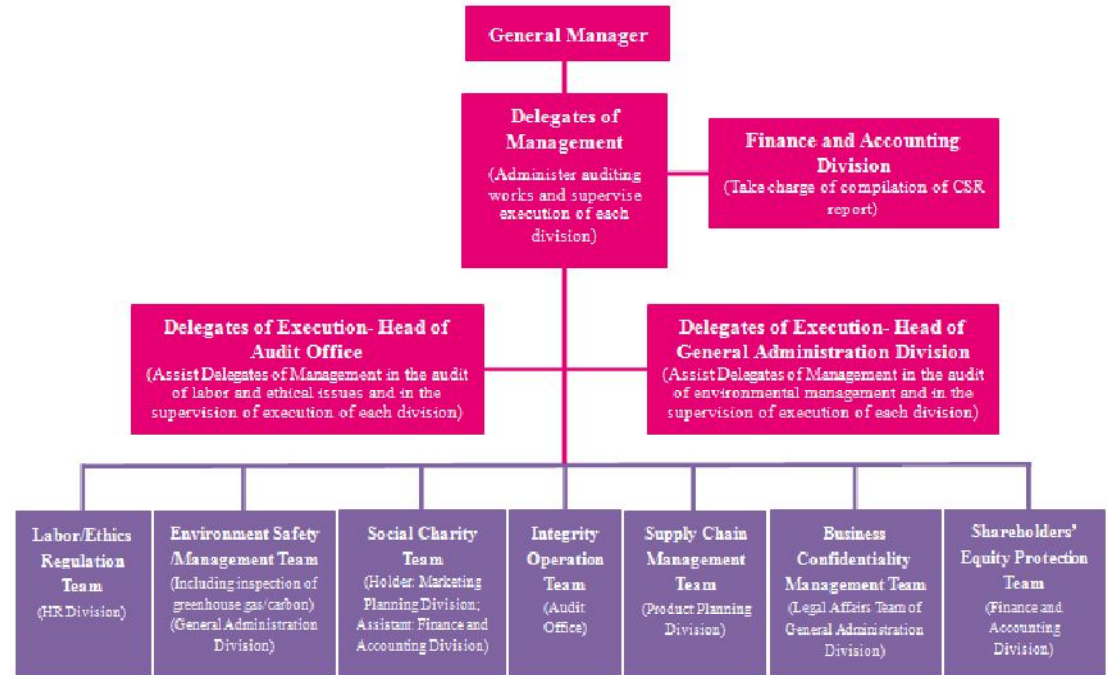 General Manager
Delegates of
Management
(Administer auditing
works and supervise
execution of each
division)
Finance and Accounting
Division
(Take charge of compilation of CSR
report)
Delegates of Execution- Head of
Audit Office
(Assist Delegates of Management in the audit
of labor and ethical issues and in the
supervision of execution of each division)
Delegates of Execution- Head of
General Administration Division
(Assist Delegates of Management in the audit
of environmental management and in the
supervision of execution of each division)
Labor/Ethics
Regulation
Team
(HR Division)
Environment Safety
/Management Team
(Including inspection of
greenhouse gas/carbon)
(General Administration
Division)
Social Charity
Team
(Holder: Marketing
Planning Division;
Assistant: Finance and
Accounting Division)
Integrity
Operation
Team
(Audit
Office)
Supply Chain
Management
Team
(Product Planning
Division)
Business
Confidentiality
Management Team
(Legal Affairs Team of
General Administration
Division)
Shareholders’
Equity Protection
Team
(Finance and
Accounting
Division)